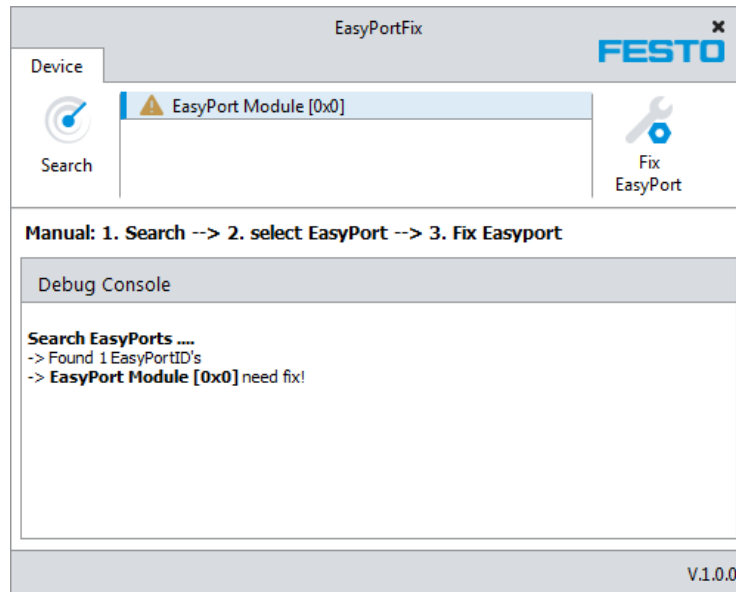 EasyPortFix
FESTO
Device
EasyPort Module [0x0]
Search
Fix
EasyPort
Manual: 1. Search --> 2. select EasyPort --> 3. Fix Easyport
Debug Console
Search EasyPorts ....
-> Found 1 EasyPortID's
-> EasyPort Module [0x0] need fix!
V.1.0.0